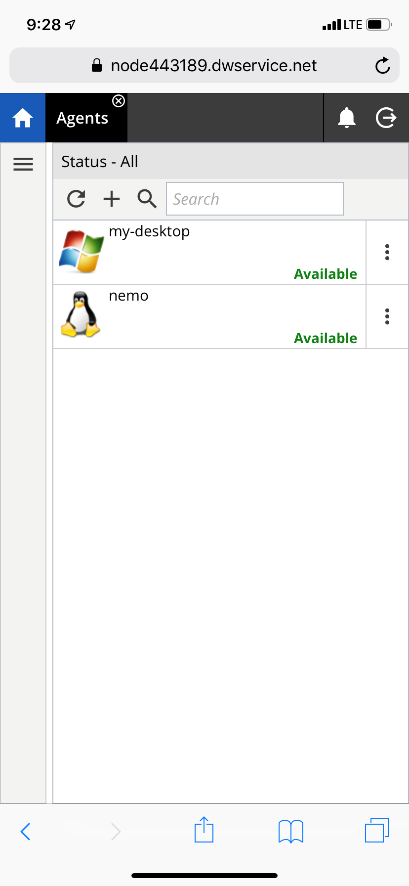 9:28
LTE
node443189.dwservice.net
Agents
Status - All
Search
my-desktop
Available
nemo
Available